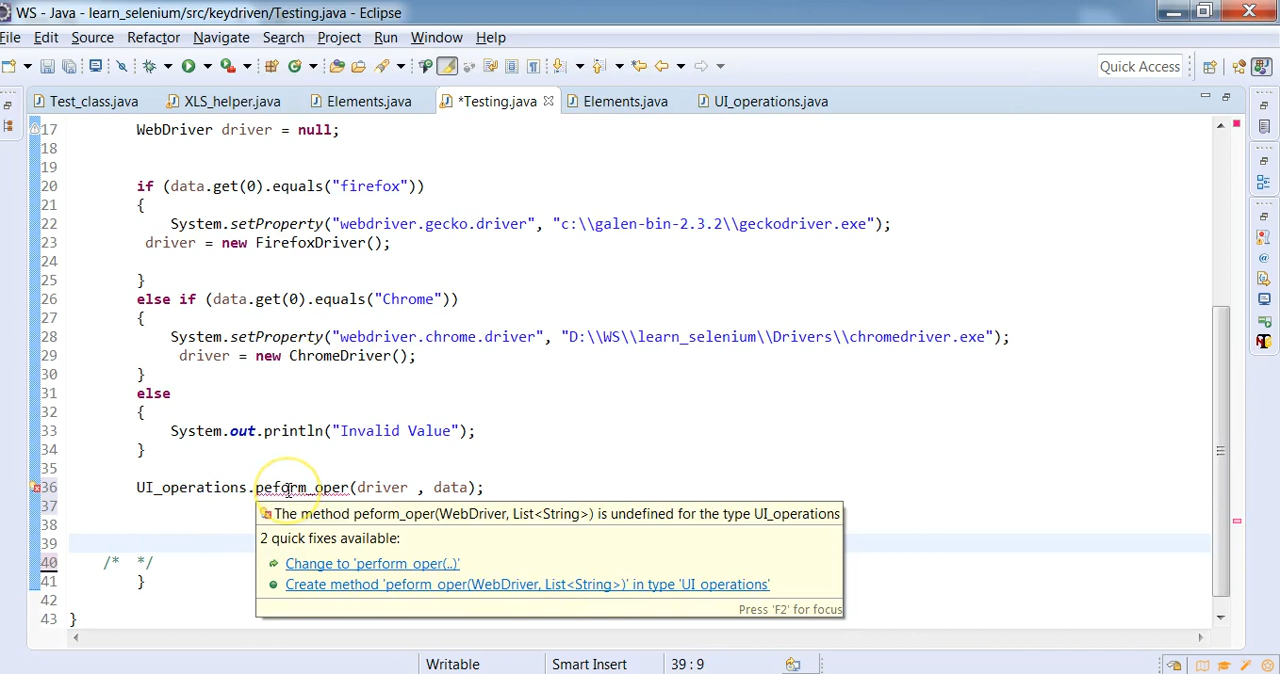 WS - Java - learn_selenium/src/keydriven/Testing.java - Eclipse
File Edit Source Refactor Navigate Search Project Run Window Help
Quick Access
Test_class.java XLS_helper.java Elements.java *Testing.java Elements.java UI_operations.java
17 WebDriver driver = null;
18
19
20 if (data.get(0).equals("firefox"))
21 {
22 System.setProperty("webdriver.gecko.driver", "c:\\galen-bin-2.3.2\\geckodriver.exe");
23 driver = new FirefoxDriver();
24
25 }
26 else if (data.get(0).equals("Chrome"))
27 {
28 System.setProperty("webdriver.chrome.driver", "D:\\WS\\learn_selenium\\Drivers\\chromedriver.exe");
29 driver = new ChromeDriver();
30 }
31 else
32 {
33 System.out.println("Invalid Value");
34 }
35
36 UI_operations.peform_oper(driver , data);
37
The method peform_oper(WebDriver, List<String>) is undefined for the type UI_operations
38
2 quick fixes available:
39
Change to 'perform_oper(..)'
40 /* */
Create method 'peform_oper(WebDriver, List<String>)' in type 'UI_operations'
41 }
42
Press 'F2' for focus
43 }
Writable Smart Insert 39 : 9